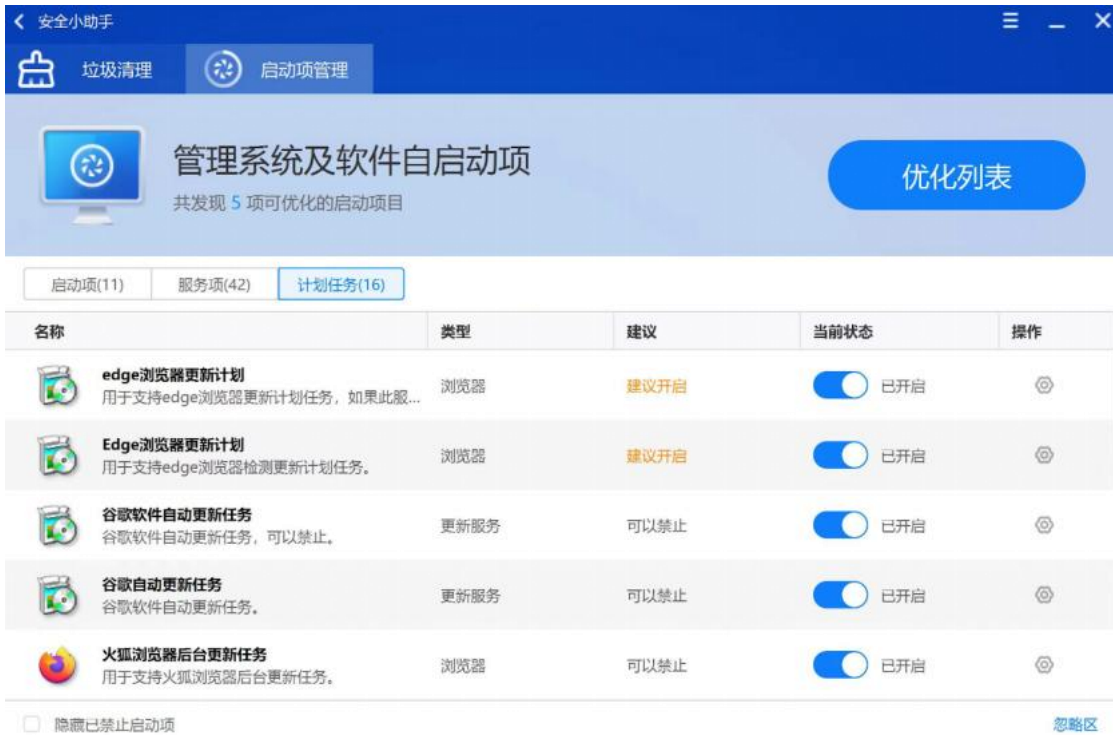 安全小助手
垃圾清理
启动项管理
管理系统及软件自启动项
共发现 5 项可优化的启动项目
优化列表
启动项(11) 服务项(42) 计划任务(16)
名称 类型 建议 当前状态 操作
edge浏览器更新计划
用于支持edge浏览器更新计划任务，如果此服... 浏览器 建议开启 已开启
Edge浏览器更新计划
用于支持edge浏览器检测更新计划任务。 浏览器 建议开启 已开启
谷歌软件自动更新任务
谷歌软件自动更新任务，可以禁止。 更新服务 可以禁止 已开启
谷歌自动更新任务
谷歌软件自动更新任务。 更新服务 可以禁止 已开启
火狐浏览器后台更新任务
用于支持火狐浏览器后台更新任务。 浏览器 可以禁止 已开启
隐藏已禁止启动项 忽略区